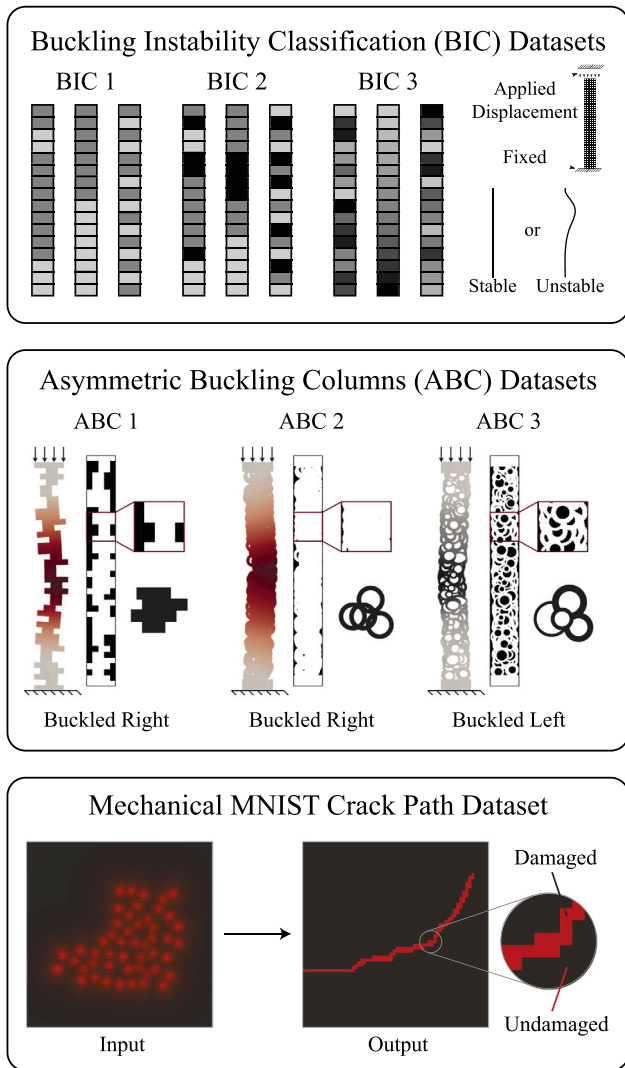 Buckling Instability Classification (BIC) Datasets
BIC 1
BIC 2
BIC 3
Applied
Displacement
Fixed
or
Stable
Unstable
Asymmetric Buckling Columns (ABC) Datasets
ABC 1
ABC 2
ABC 3
Buckled Right
Buckled Right
Buckled Left
Mechanical MNIST Crack Path Dataset
Damaged
Undamaged
Input
Output